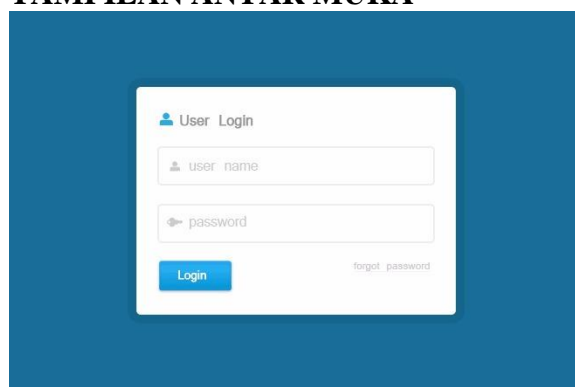 TAMPILAN ANTAR MUKA
User Login
user name
password
Login
forgot password